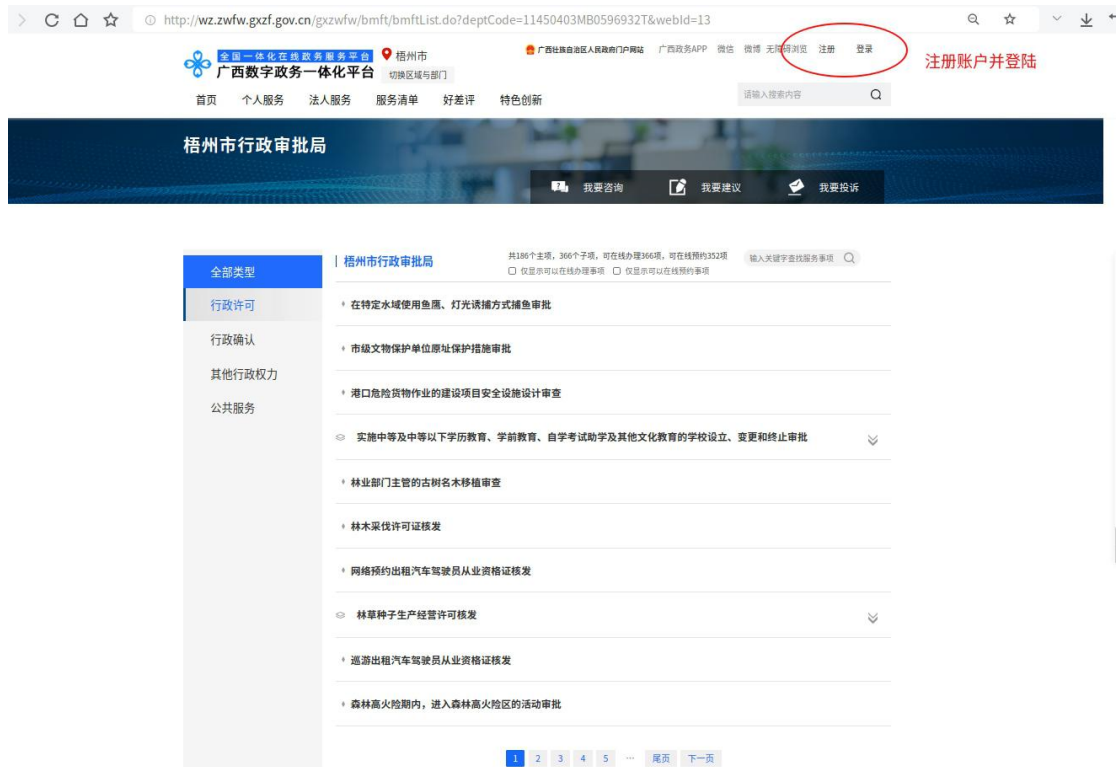 http://wz.zwfw.gxzf.gov.cn/gxzwfw/bmft/bmftList.do?deptCode=11450403MB0596932T&webId=13
广西壮族自治区人民政府门户网站 广西政务APP 微信 微博 无障碍浏览 注册 登录
注册账户并登陆
全国一体化在线政务服务平台 梧州市
广西数字政务一体化平台 切换区域与部门
首页 个人服务 法人服务 服务清单 好差评 特色创新 请输入搜索内容
梧州市行政审批局
我要咨询 我要建议 我要投诉
全部类型
行政许可
行政确认
其他行政权力
公共服务
梧州市行政审批局
共186个主项，366个子项，可在线办理366项，可在线预约352项
仅显示可以在线办理事项 仅显示可以在线预约事项
输入关键字查找服务事项
在特定水域使用鱼鹰、灯光诱捕方式捕鱼审批
市级文物保护单位原址保护措施审批
港口危险货物作业的建设项目安全设施设计审查
实施中等及中等以下学历教育、学前教育、自学考试助学及其他文化教育的学校设立、变更和终止审批
林业部门主管的古树名木移植审查
林木采伐许可证核发
网络预约出租汽车驾驶员从业资格证核发
林草种子生产经营许可核发
巡游出租汽车驾驶员从业资格证核发
森林高火险期内，进入森林高火险区的活动审批
1 2 3 4 5 ··· 尾页 下一页